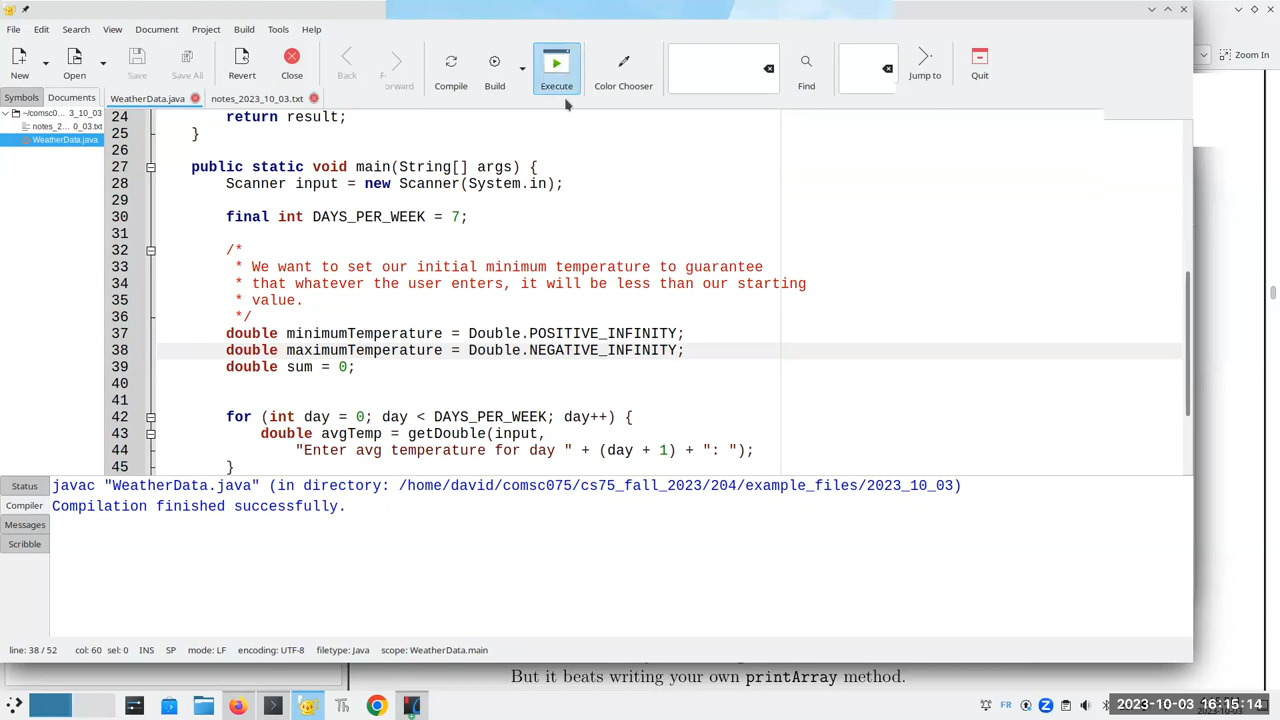 File Edit Search View Document Project Build Tools Help
New Open Save Save All Revert Close Back Forward Compile Build Execute Color Chooser Find Jump to Quit
Zoom In
Symbols Documents WeatherData.java notes_2023_10_03.txt
~/comsc0… 3_10_03
notes_2… 0_03.txt
WeatherData.java
24 return result;
25 }
26
27 public static void main(String[] args) {
28 Scanner input = new Scanner(System.in);
29
30 final int DAYS_PER_WEEK = 7;
31
32 /*
33 * We want to set our initial minimum temperature to guarantee
34 * that whatever the user enters, it will be less than our starting
35 * value.
36 */
37 double minimumTemperature = Double.POSITIVE_INFINITY;
38 double maximumTemperature = Double.NEGATIVE_INFINITY;
39 double sum = 0;
40
41
42 for (int day = 0; day < DAYS_PER_WEEK; day++) {
43 double avgTemp = getDouble(input,
44 "Enter avg temperature for day " + (day + 1) + ": ");
45 }
Status
Compiler
Messages
Scribble
javac "WeatherData.java" (in directory: /home/david/comsc075/cs75_fall_2023/204/example_files/2023_10_03)
Compilation finished successfully.
line: 38 / 52 col: 60 sel: 0 INS SP mode: LF encoding: UTF-8 filetype: Java scope: WeatherData.main
But it beats writing your own printArray method.
FR
2023-10-03 16:15:14